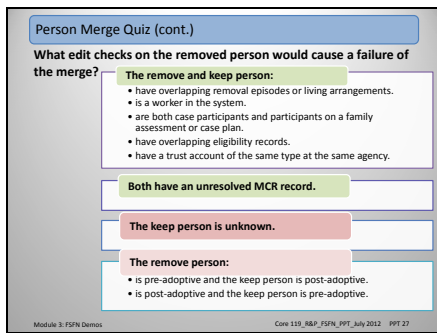 Person Merge Quiz (cont.)
What edit checks on the removed person would cause a failure of
the merge?
The remove and keep person:
• have overlapping removal episodes or living arrangements.
• is a worker in the system.
• are both case participants and participants on a family
assessment or case plan.
• have overlapping eligibility records.
• have a trust account of the same type at the same agency.
Both have an unresolved MCR record.
The keep person is unknown.
The remove person:
• is pre-adoptive and the keep person is post-adoptive.
• is post-adoptive and the keep person is pre-adoptive.
Module 3: FSFN Demos
Core 119_R&P_FSFN_PPT_July 2012 PPT 27